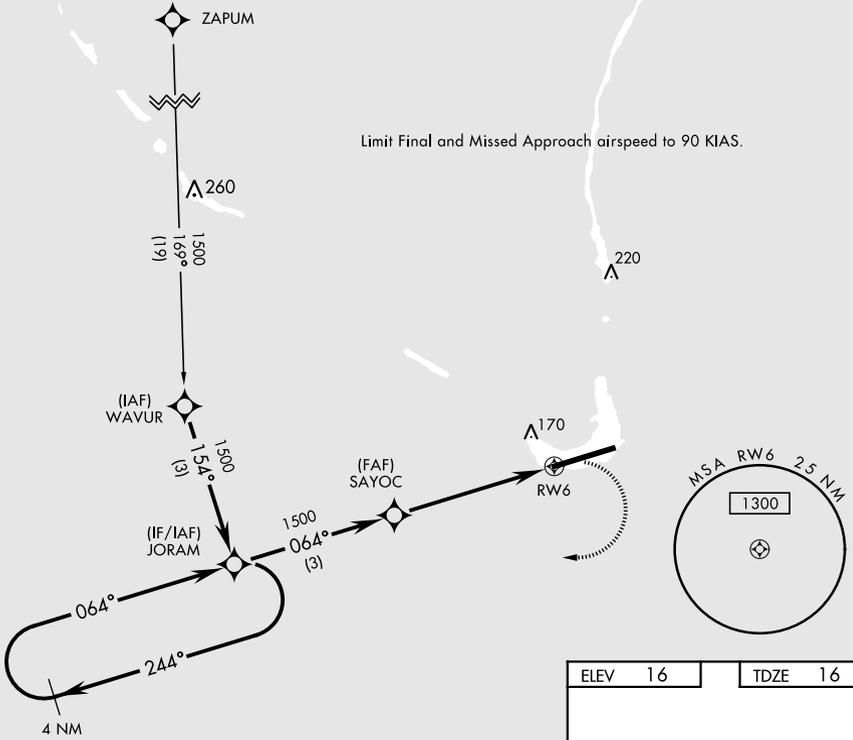 ZAPUM
Limit Final and Missed Approach airspeed to 90 KIAS.
260
1500
169°
(19)
220
(IAF)
WAVUR
1500
154°
(3)
170
(FAF)
SAYOC
RW6
MSA RW6 25 NM
1300
(IF/IAF)
JORAM
1500
064°
(3)
064°
244°
4 NM
ELEV 16
TDZE 16